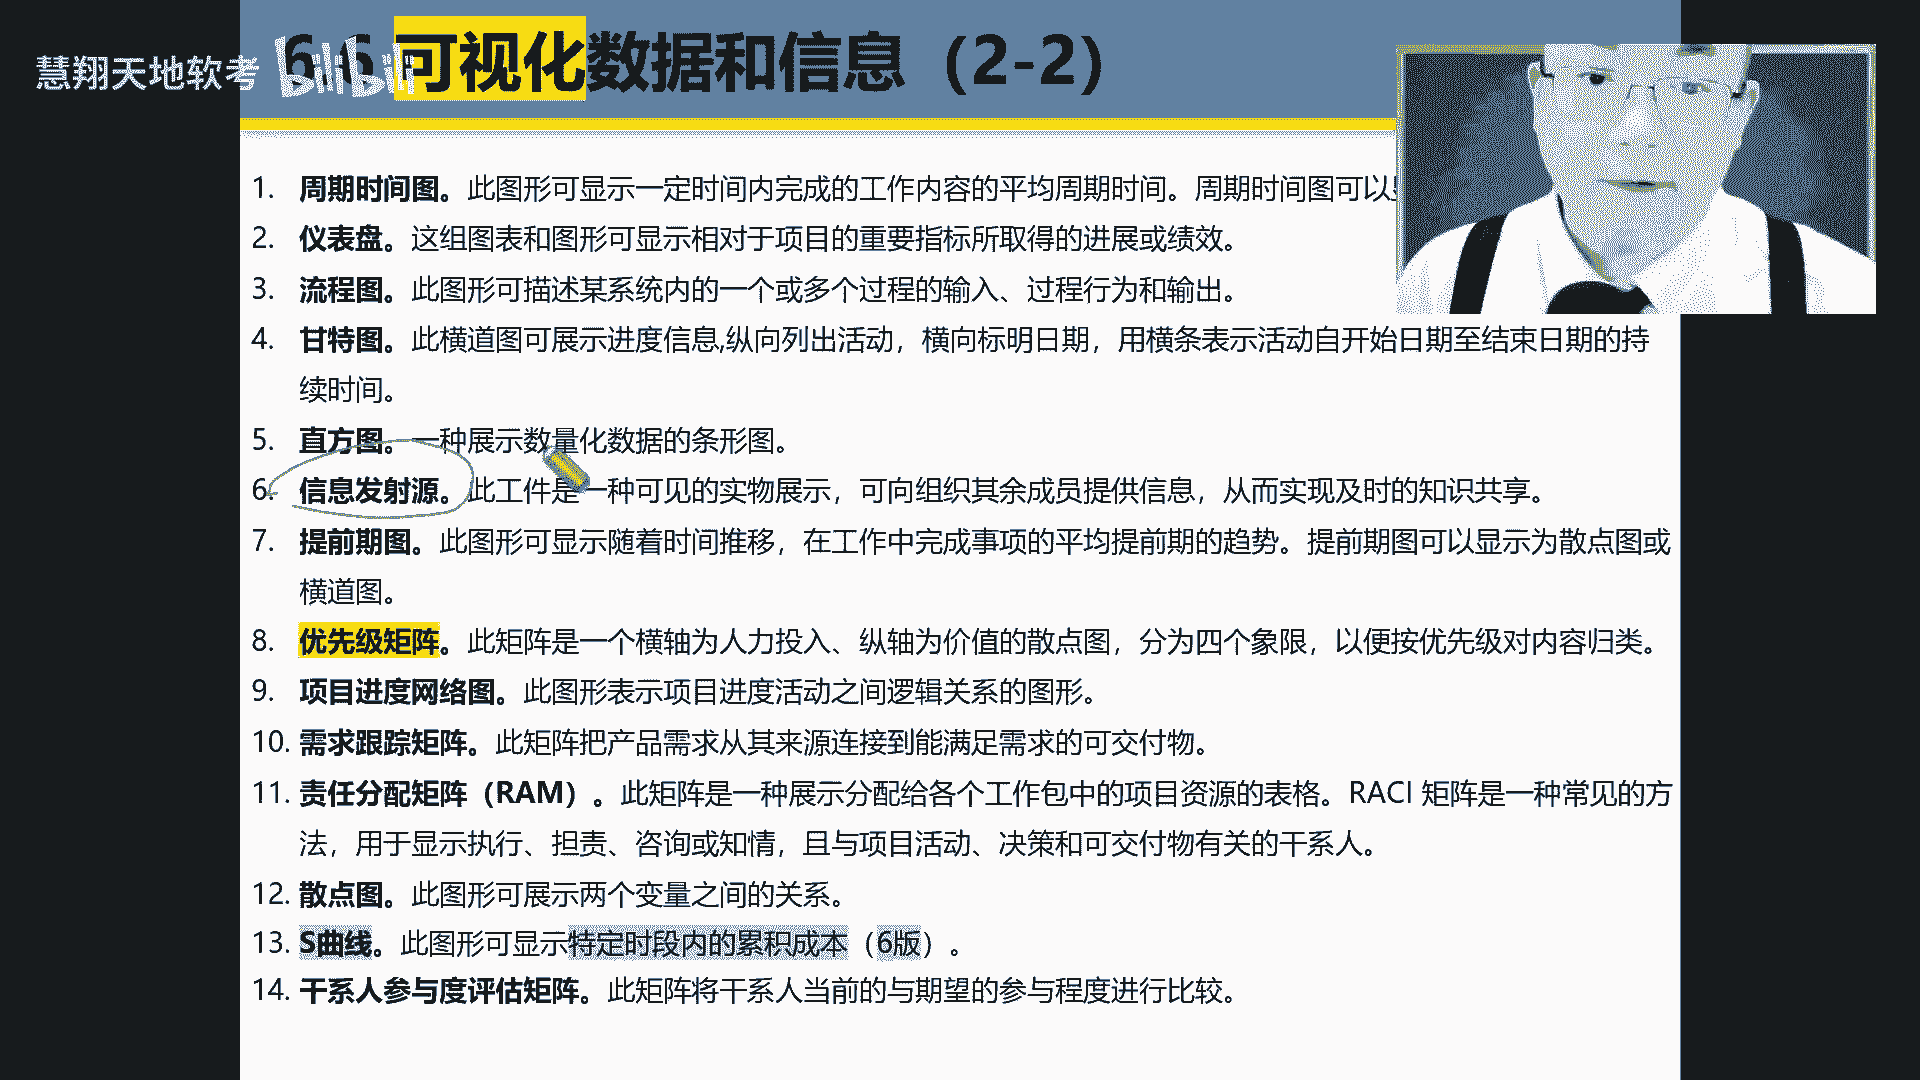 慧翔天地软考
bilibili
6.6 可视化数据和信息（2-2）
1. 周期时间图。此图形可显示一定时间内完成的工作内容的平均周期时间。周期时间图可以
2. 仪表盘。这组图表和图形可显示相对于项目的重要指标所取得的进展或绩效。
3. 流程图。此图形可描述某系统内的一个或多个过程的输入、过程行为和输出。
4. 甘特图。此横道图可展示进度信息,纵向列出活动，横向标明日期，用横条表示活动自开始日期至结束日期的持
续时间。
5. 直方图。一种展示数量化数据的条形图。
6. 信息发射源。此工件是一种可见的实物展示，可向组织其余成员提供信息，从而实现及时的知识共享。
7. 提前期图。此图形可显示随着时间推移，在工作中完成事项的平均提前期的趋势。提前期图可以显示为散点图或
横道图。
8. 优先级矩阵。此矩阵是一个横轴为人力投入、纵轴为价值的散点图，分为四个象限，以便按优先级对内容归类。
9. 项目进度网络图。此图形表示项目进度活动之间逻辑关系的图形。
10. 需求跟踪矩阵。此矩阵把产品需求从其来源连接到能满足需求的可交付物。
11. 责任分配矩阵（RAM）。此矩阵是一种展示分配给各个工作包中的项目资源的表格。RACI 矩阵是一种常见的方
法，用于显示执行、担责、咨询或知情，且与项目活动、决策和可交付物有关的干系人。
12. 散点图。此图形可展示两个变量之间的关系。
13. S曲线。此图形可显示特定时段内的累积成本（6版）。
14. 干系人参与度评估矩阵。此矩阵将干系人当前的与期望的参与程度进行比较。